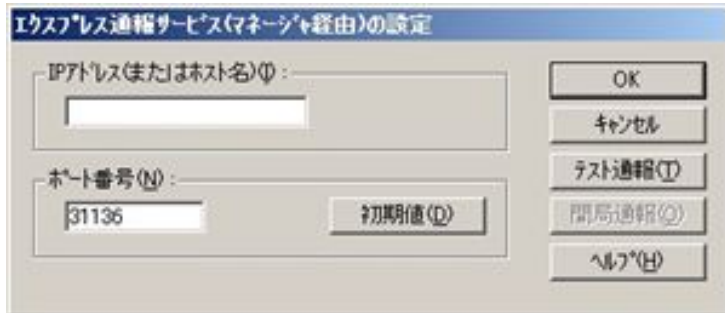 エクスプレス通報サービス(マネージャ経由)の設定
IPアドレス(またはホスト名)(I):
OK
キャンセル
ポート番号(N):
テスト通報(T)
31136
初期値(D)
開局通報(O)
ヘルプ(H)